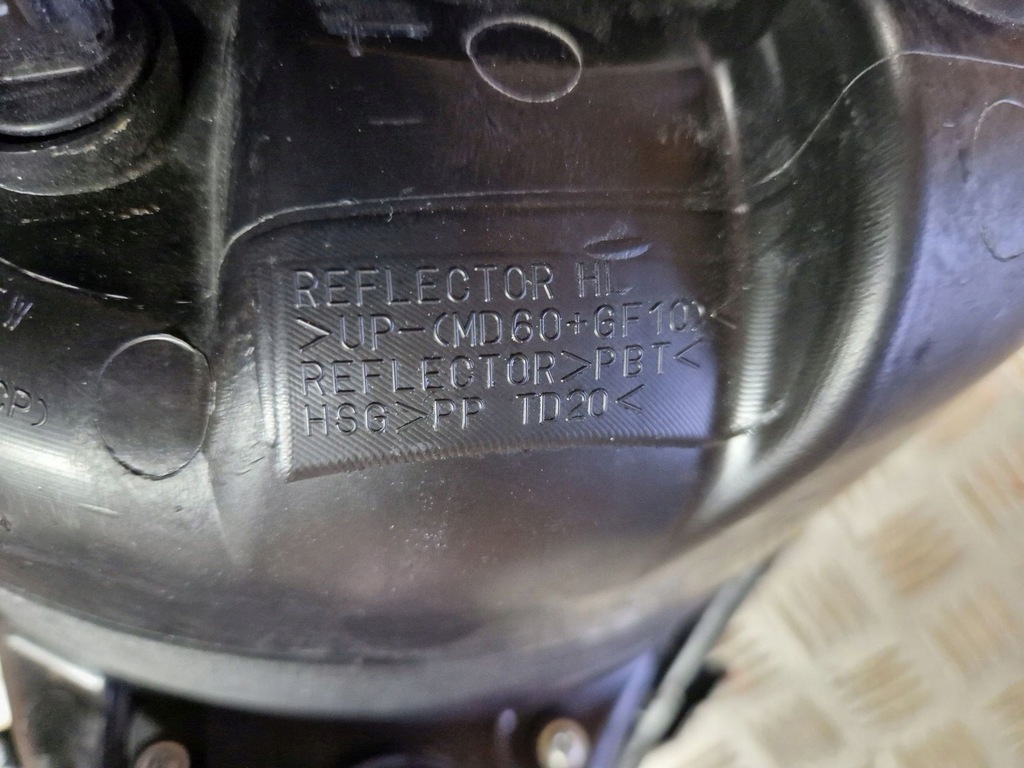 REFLECTOR HL
>UP-(MD60+GF10)<
REFLECTOR>PBT<
HSG>PP TD20<